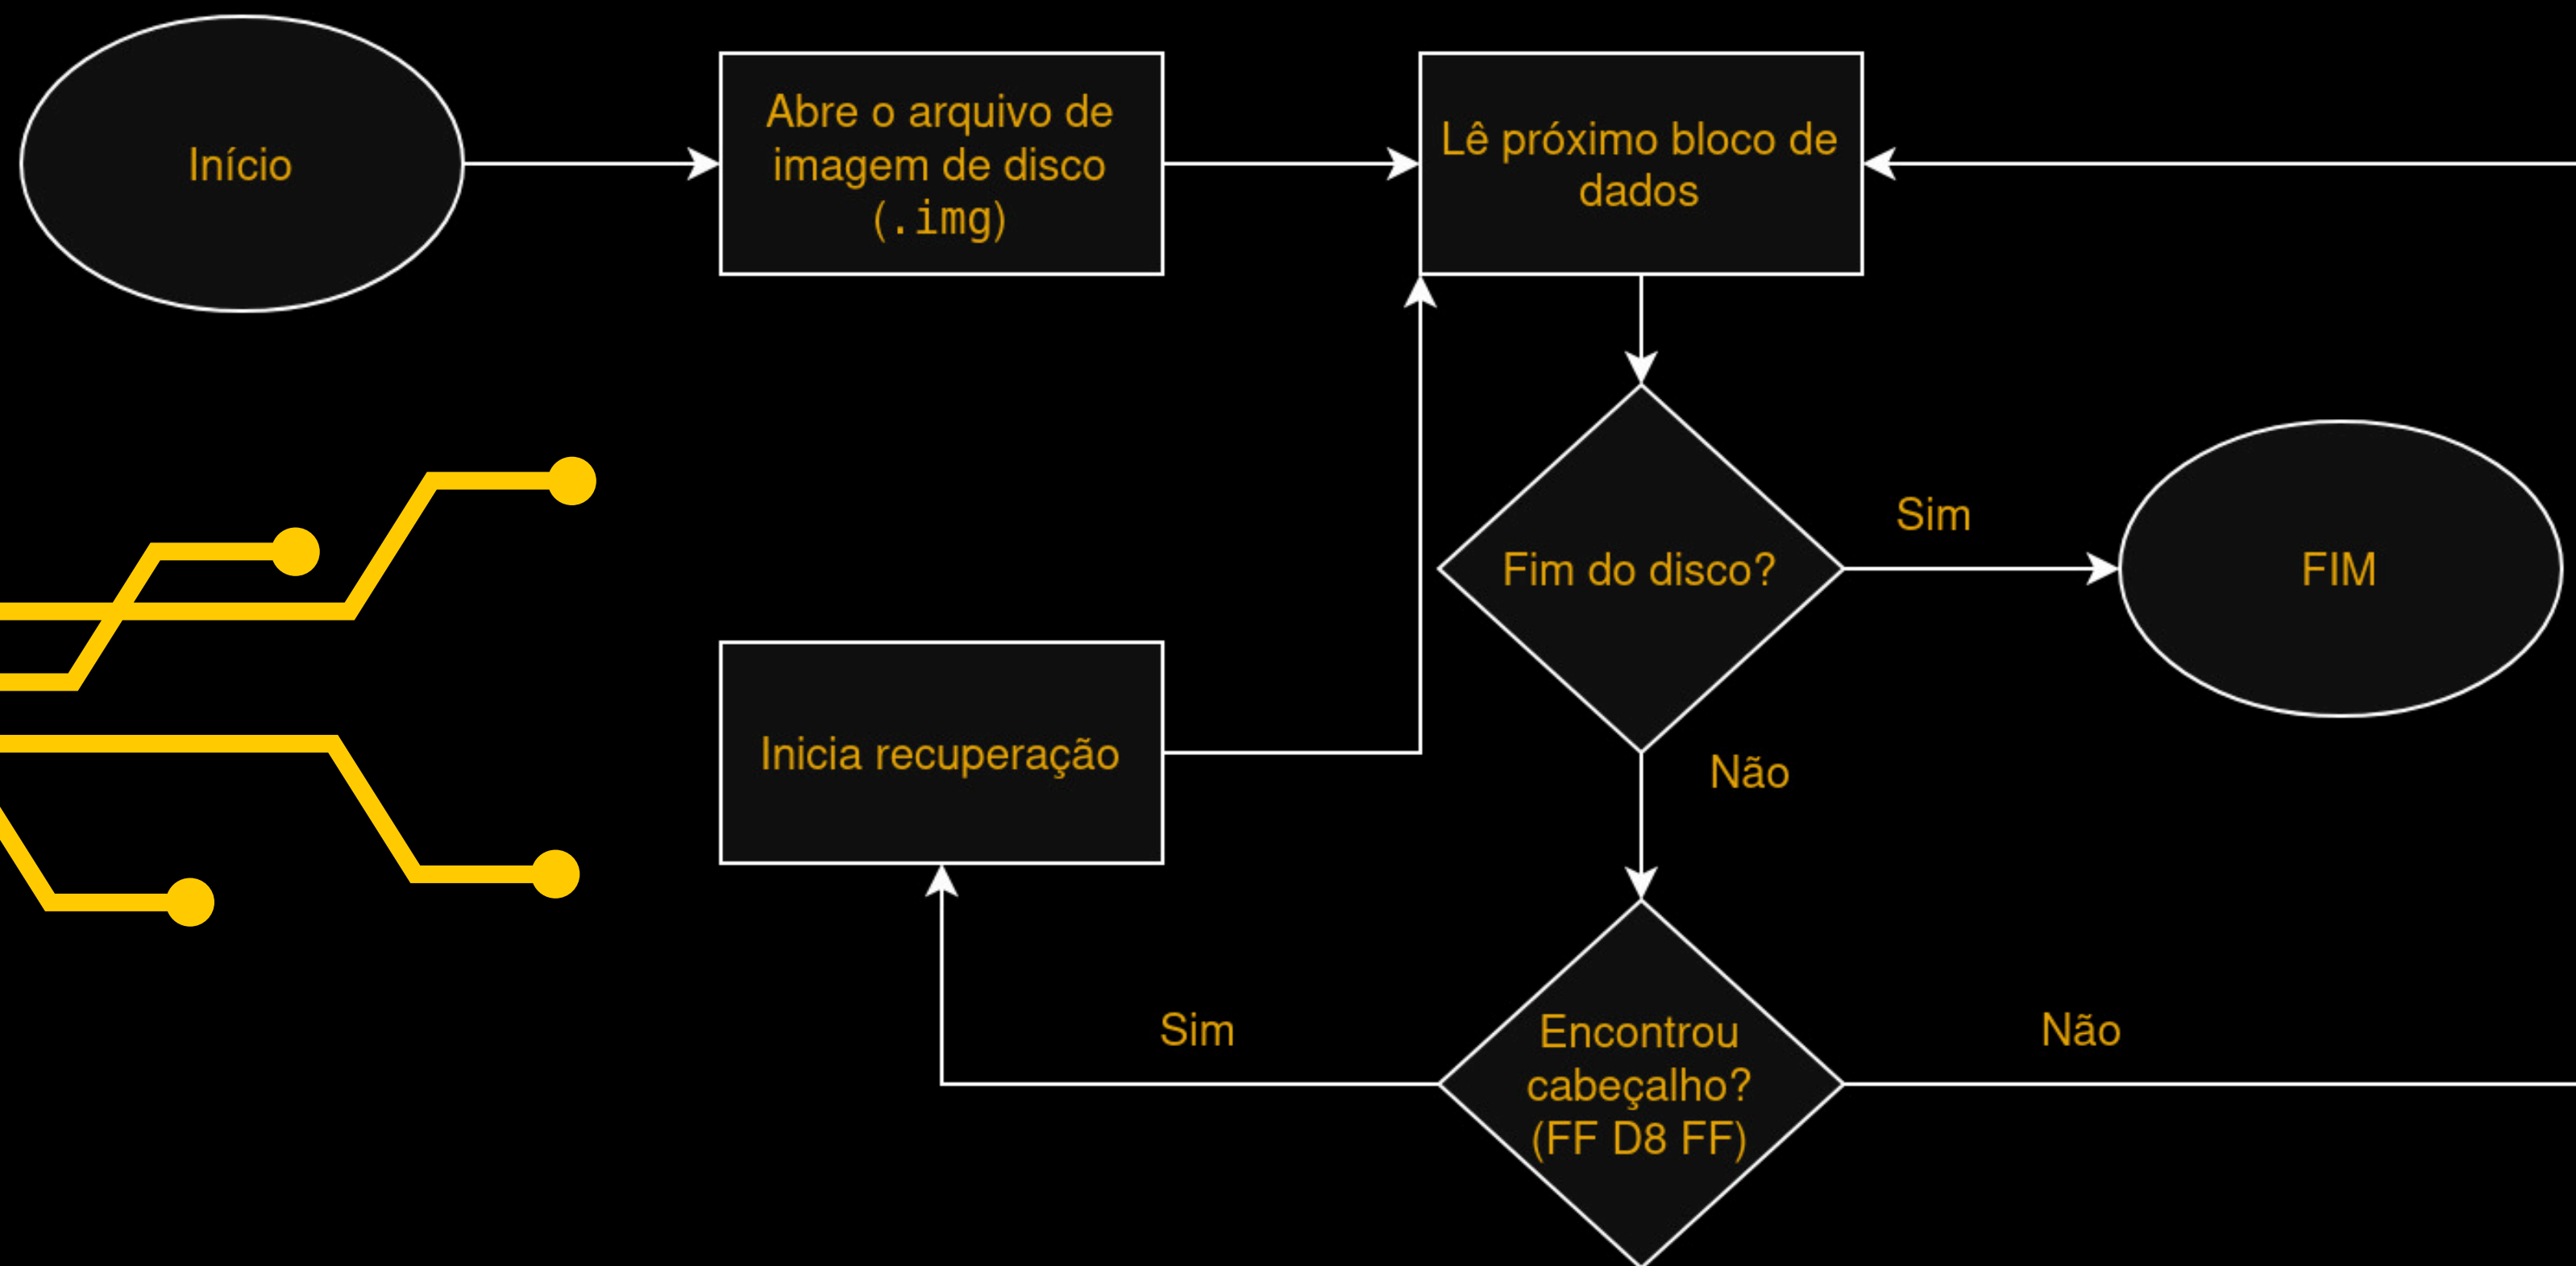 Início
Abre o arquivo de
imagem de disco
(.img)
Lê próximo bloco de
dados
Fim do disco?
Sim
FIM
Não
Inicia recuperação
Encontrou
cabeçalho?
(FF D8 FF)
Sim
Não